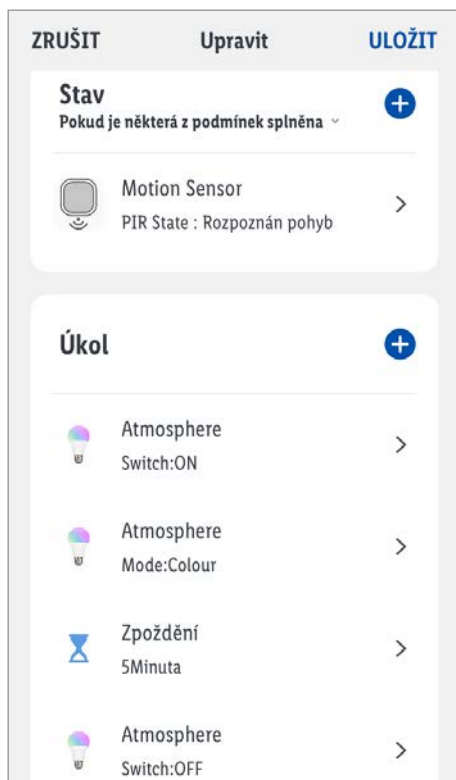 ZRUŠIT Upravit ULOŽIT
Stav
Pokud je některá z podmínek splněna
Motion Sensor
PIR State : Rozpoznán pohyb
Úkol
Atmosphere
Switch:ON
Atmosphere
Mode:Colour
Zpoždění
5Minuta
Atmosphere
Switch:OFF